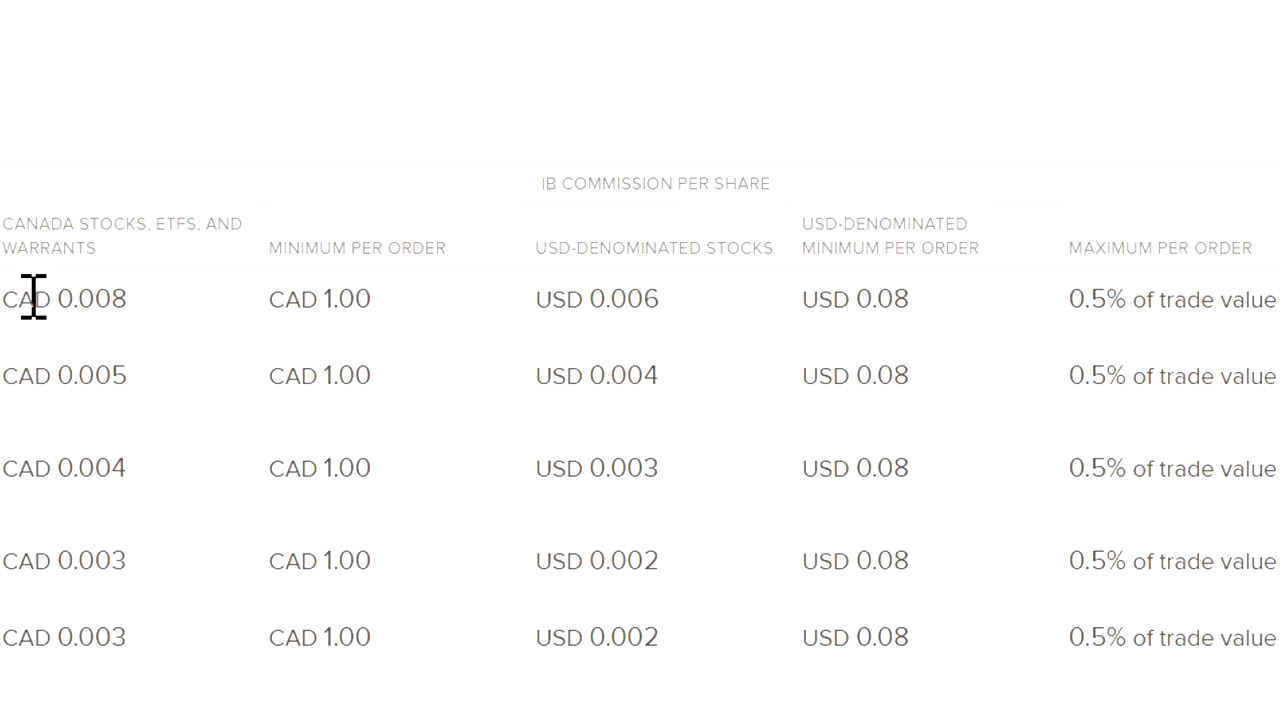 IB COMMISSION PER SHARE
CANADA STOCKS, ETFS, AND WARRANTS
MINIMUM PER ORDER
USD-DENOMINATED STOCKS
USD-DENOMINATED MINIMUM PER ORDER
MAXIMUM PER ORDER
CAD 0.008 CAD 1.00 USD 0.006 USD 0.08 0.5% of trade value
CAD 0.005 CAD 1.00 USD 0.004 USD 0.08 0.5% of trade value
CAD 0.004 CAD 1.00 USD 0.003 USD 0.08 0.5% of trade value
CAD 0.003 CAD 1.00 USD 0.002 USD 0.08 0.5% of trade value
CAD 0.003 CAD 1.00 USD 0.002 USD 0.08 0.5% of trade value